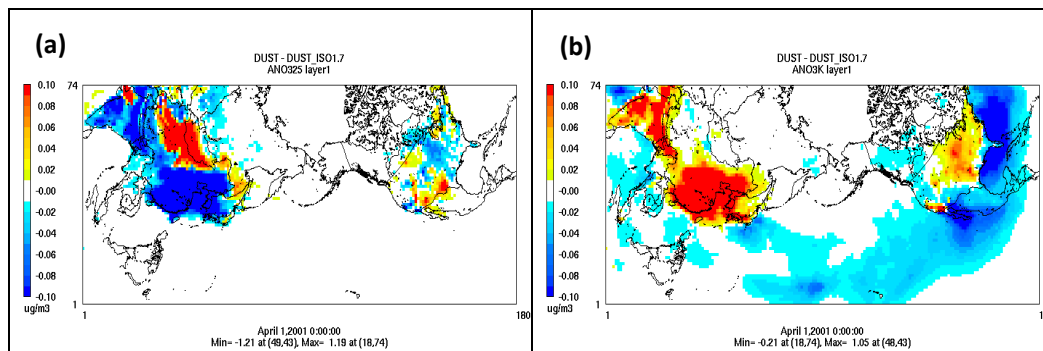 (a)
DUST - DUST_ISO1.7
ANO325 layer1
74
0.10
0.08
0.06
0.04
0.02
-0.00
-0.02
-0.04
-0.06
-0.08
-0.10
ug/m3
1
1
180
April 1,2001 0:00:00
Min= -1.21 at (49,43), Max= 1.19 at (18,74)
(b)
DUST - DUST_ISO1.7
ANO3K layer1
74
0.10
0.08
0.06
0.04
0.02
-0.00
-0.02
-0.04
-0.06
-0.08
-0.10
ug/m3
1
1
1
April 1,2001 0:00:00
Min= -0.21 at (18,74), Max= 1.05 at (48,43)